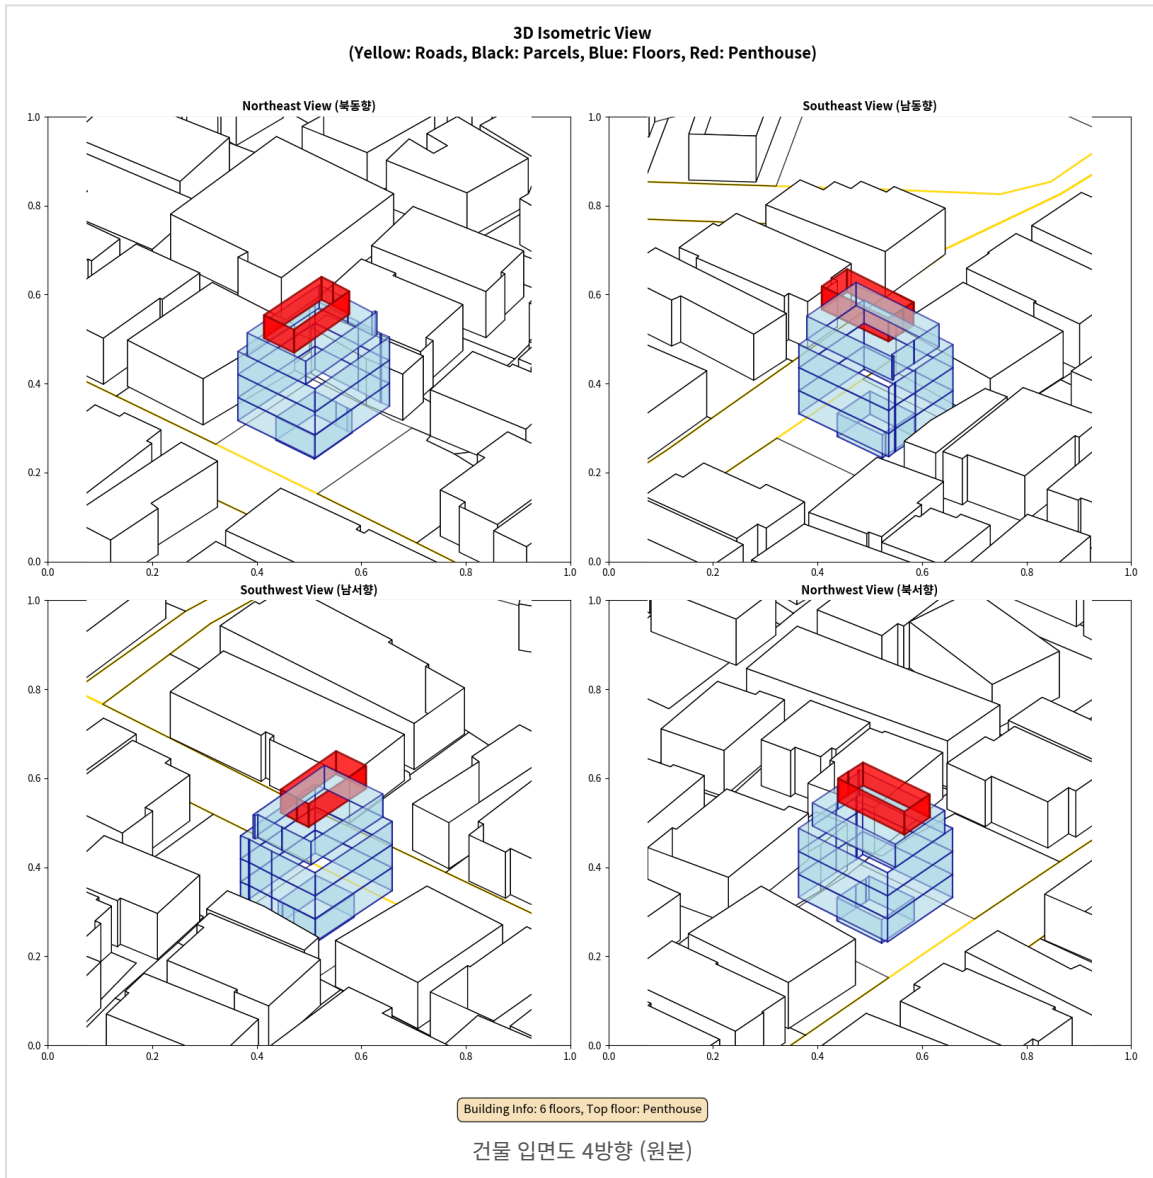 3D Isometric View
(Yellow: Roads, Black: Parcels, Blue: Floors, Red: Penthouse)
Northeast View (북동향)
1.0
0.8
0.6
0.4
0.2
0.0
0.0 0.2 0.4 0.6 0.8 1.0
Southeast View (남동향)
1.0
0.8
0.6
0.4
0.2
0.0
0.0 0.2 0.4 0.6 0.8 1.0
Southwest View (남서향)
1.0
0.8
0.6
0.4
0.2
0.0
0.0 0.2 0.4 0.6 0.8 1.0
Northwest View (북서향)
1.0
0.8
0.6
0.4
0.2
0.0
0.0 0.2 0.4 0.6 0.8 1.0
Building Info: 6 floors, Top floor: Penthouse
건물 입면도 4방향 (원본)